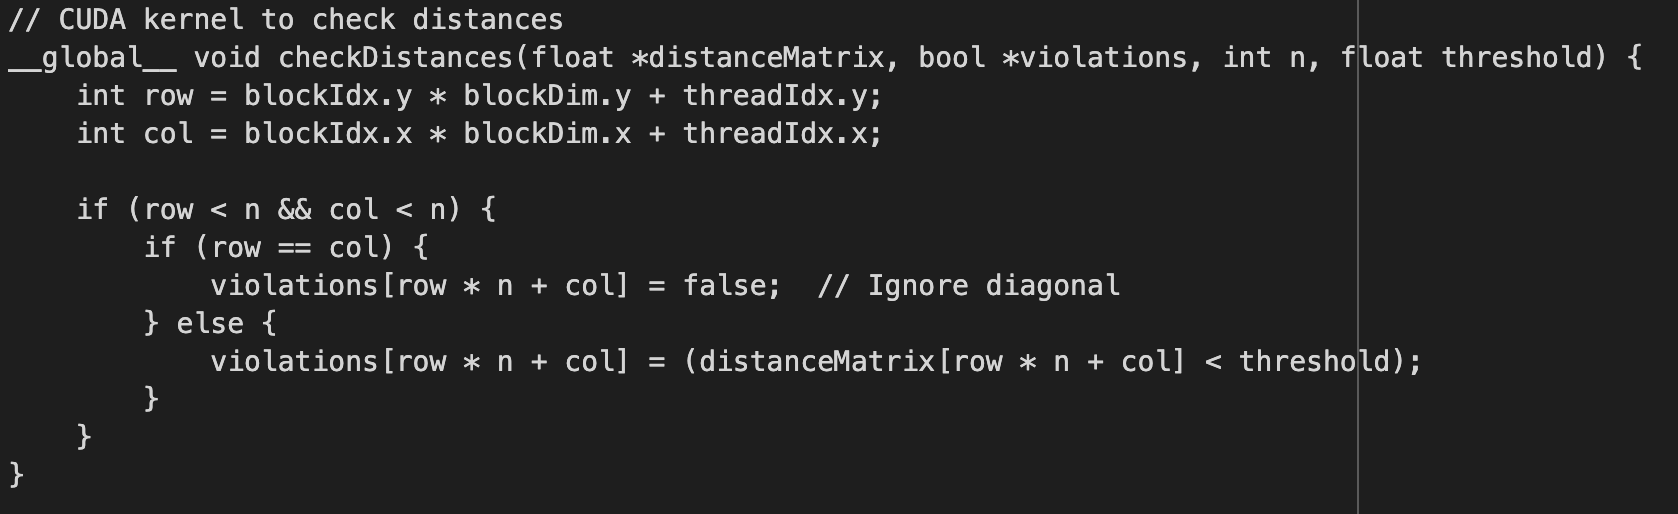 // CUDA kernel to check distances
__global__ void checkDistances(float *distanceMatrix, bool *violations, int n, float threshold) {
    int row = blockIdx.y * blockDim.y + threadIdx.y;
    int col = blockIdx.x * blockDim.x + threadIdx.x;

    if (row < n && col < n) {
        if (row == col) {
            violations[row * n + col] = false;  // Ignore diagonal
        } else {
            violations[row * n + col] = (distanceMatrix[row * n + col] < threshold);
        }
    }
}